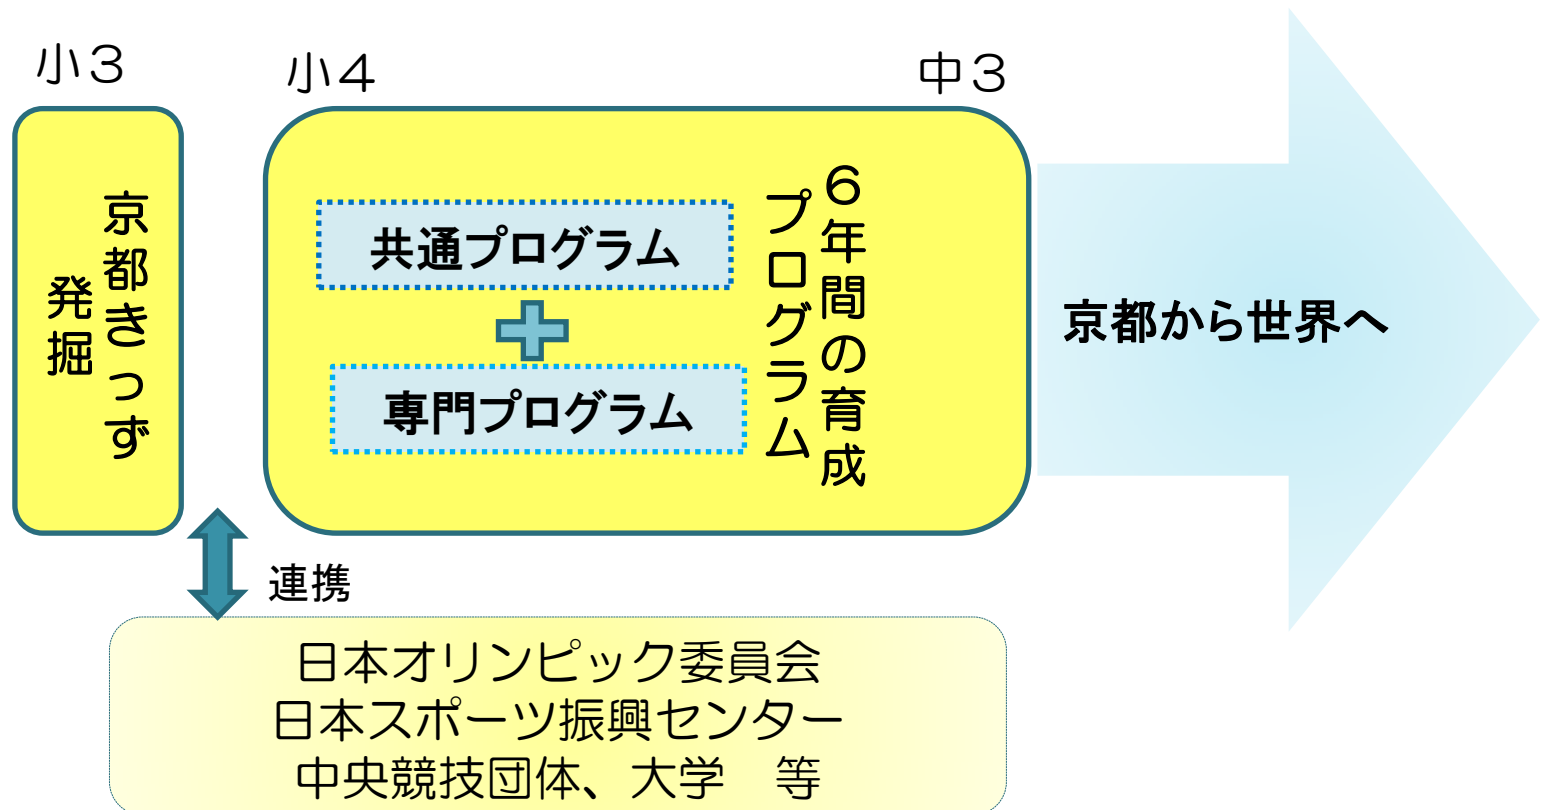 小３
小４
中３
京都きっず
発掘
共通プログラム
専門プログラム
６年間の育成
プログラム
京都から世界へ
連携
日本オリンピック委員会
日本スポーツ振興センター
中央競技団体、大学　等